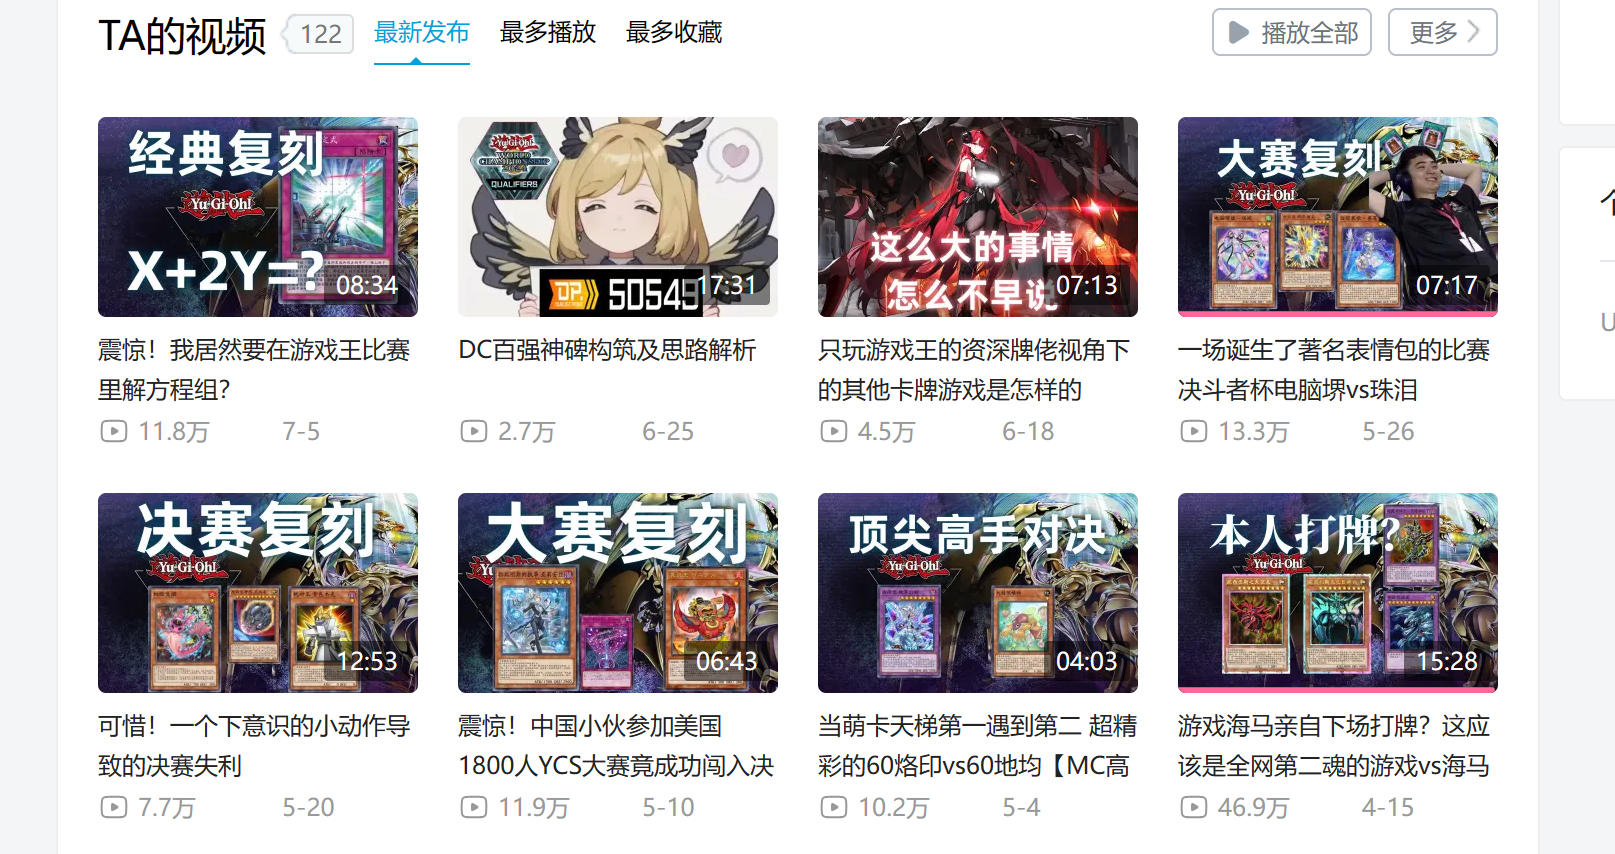 TA的视频
122
最新发布
最多播放
最多收藏
播放全部
更多
经典复刻
Yu-Gi-Oh!
X+2Y=?
08:34
Yu-Gi-Oh!
WORLD
CHAMPIONSHIP
QUALIFIERS
DP.
50545
17:31
这么大的事情
怎么不早说
07:13
大赛复刻
Yu-Gi-Oh!
07:17
震惊！我居然要在游戏王比赛
里解方程组？
11.8万
7-5
DC百强神碑构筑及思路解析
2.7万
6-25
只玩游戏王的资深牌佬视角下
的其他卡牌游戏是怎样的
4.5万
6-18
一场诞生了著名表情包的比赛
决斗者杯电脑堺vs珠泪
13.3万
5-26
决赛复刻
Yu-Gi-Oh!
12:53
大赛复刻
Yu
06:43
顶尖高手对决
Yu-Gi-Oh!
04:03
本人打牌？
Yu-Gi-Oh!
15:28
可惜！一个下意识的小动作导
致的决赛失利
7.7万
5-20
震惊！中国小伙参加美国
1800人YCS大赛竟成功闯入决
11.9万
5-10
当萌卡天梯第一遇到第二 超精
彩的60烙印vs60地均【MC高
10.2万
5-4
游戏海马亲自下场打牌？这应
该是全网第二魂的游戏vs海马
46.9万
4-15